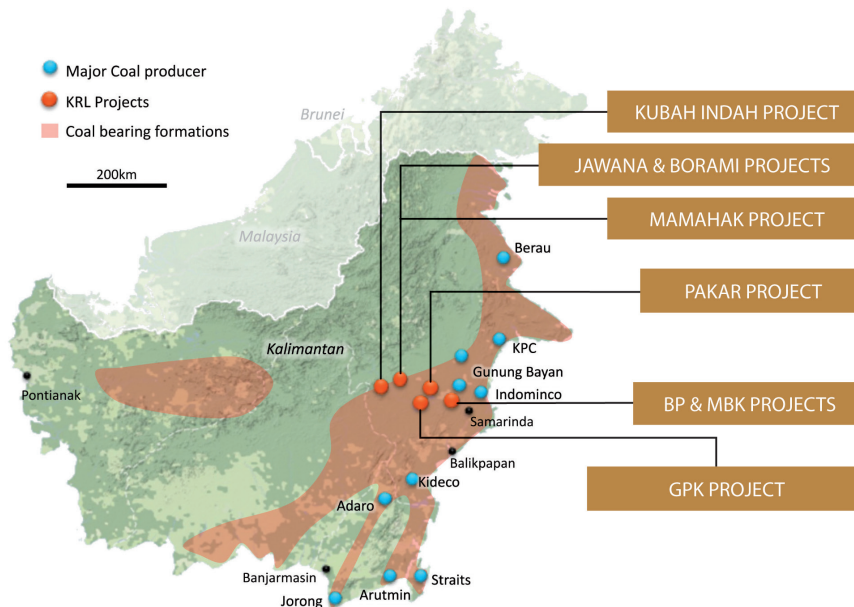 Major Coal producer
KRL Projects
Coal bearing formations
200km
Brunei
Malaysia
Kalimantan
Pontianak
Berau
KPC
Gunung Bayan
Indominco
Samarinda
Balikpapan
Kideco
Adaro
Banjarmasin
Jorong
Arutmin
Straits
KUBAH INDAH PROJECT
JAWANA & BORAMI PROJECTS
MAMAHAK PROJECT
PAKAR PROJECT
BP & MBK PROJECTS
GPK PROJECT